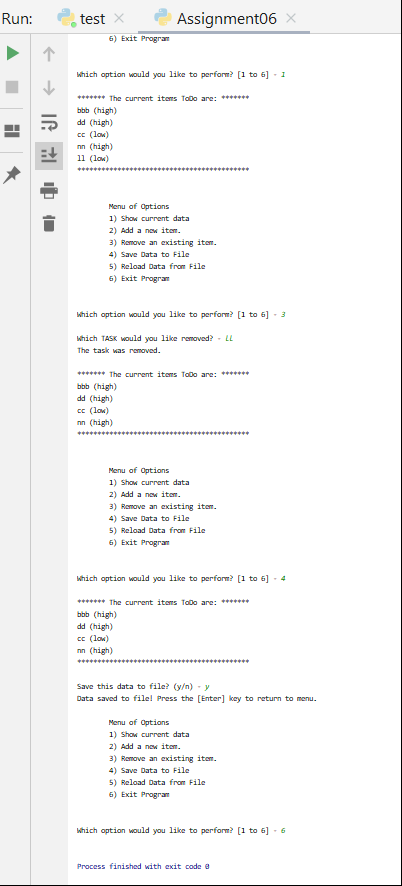 Run: test × Assignment06 ×
6) Exit Program
Which option would you like to perform? [1 to 6] - 1
******* The current items ToDo are: *******
bbb (high)
dd (high)
cc (low)
nn (high)
ll (low)
*******************************************
Menu of Options
1) Show current data
2) Add a new item.
3) Remove an existing item.
4) Save Data to File
5) Reload Data from File
6) Exit Program
Which option would you like to perform? [1 to 6] - 3
Which TASK would you like removed? - ll
The task was removed.
******* The current items ToDo are: *******
bbb (high)
dd (high)
cc (low)
nn (high)
*******************************************
Menu of Options
1) Show current data
2) Add a new item.
3) Remove an existing item.
4) Save Data to File
5) Reload Data from File
6) Exit Program
Which option would you like to perform? [1 to 6] - 4
******* The current items ToDo are: *******
bbb (high)
dd (high)
cc (low)
nn (high)
*******************************************
Save this data to file? (y/n) - y
Data saved to file! Press the [Enter] key to return to menu.
Menu of Options
1) Show current data
2) Add a new item.
3) Remove an existing item.
4) Save Data to File
5) Reload Data from File
6) Exit Program
Which option would you like to perform? [1 to 6] - 6
Process finished with exit code 0